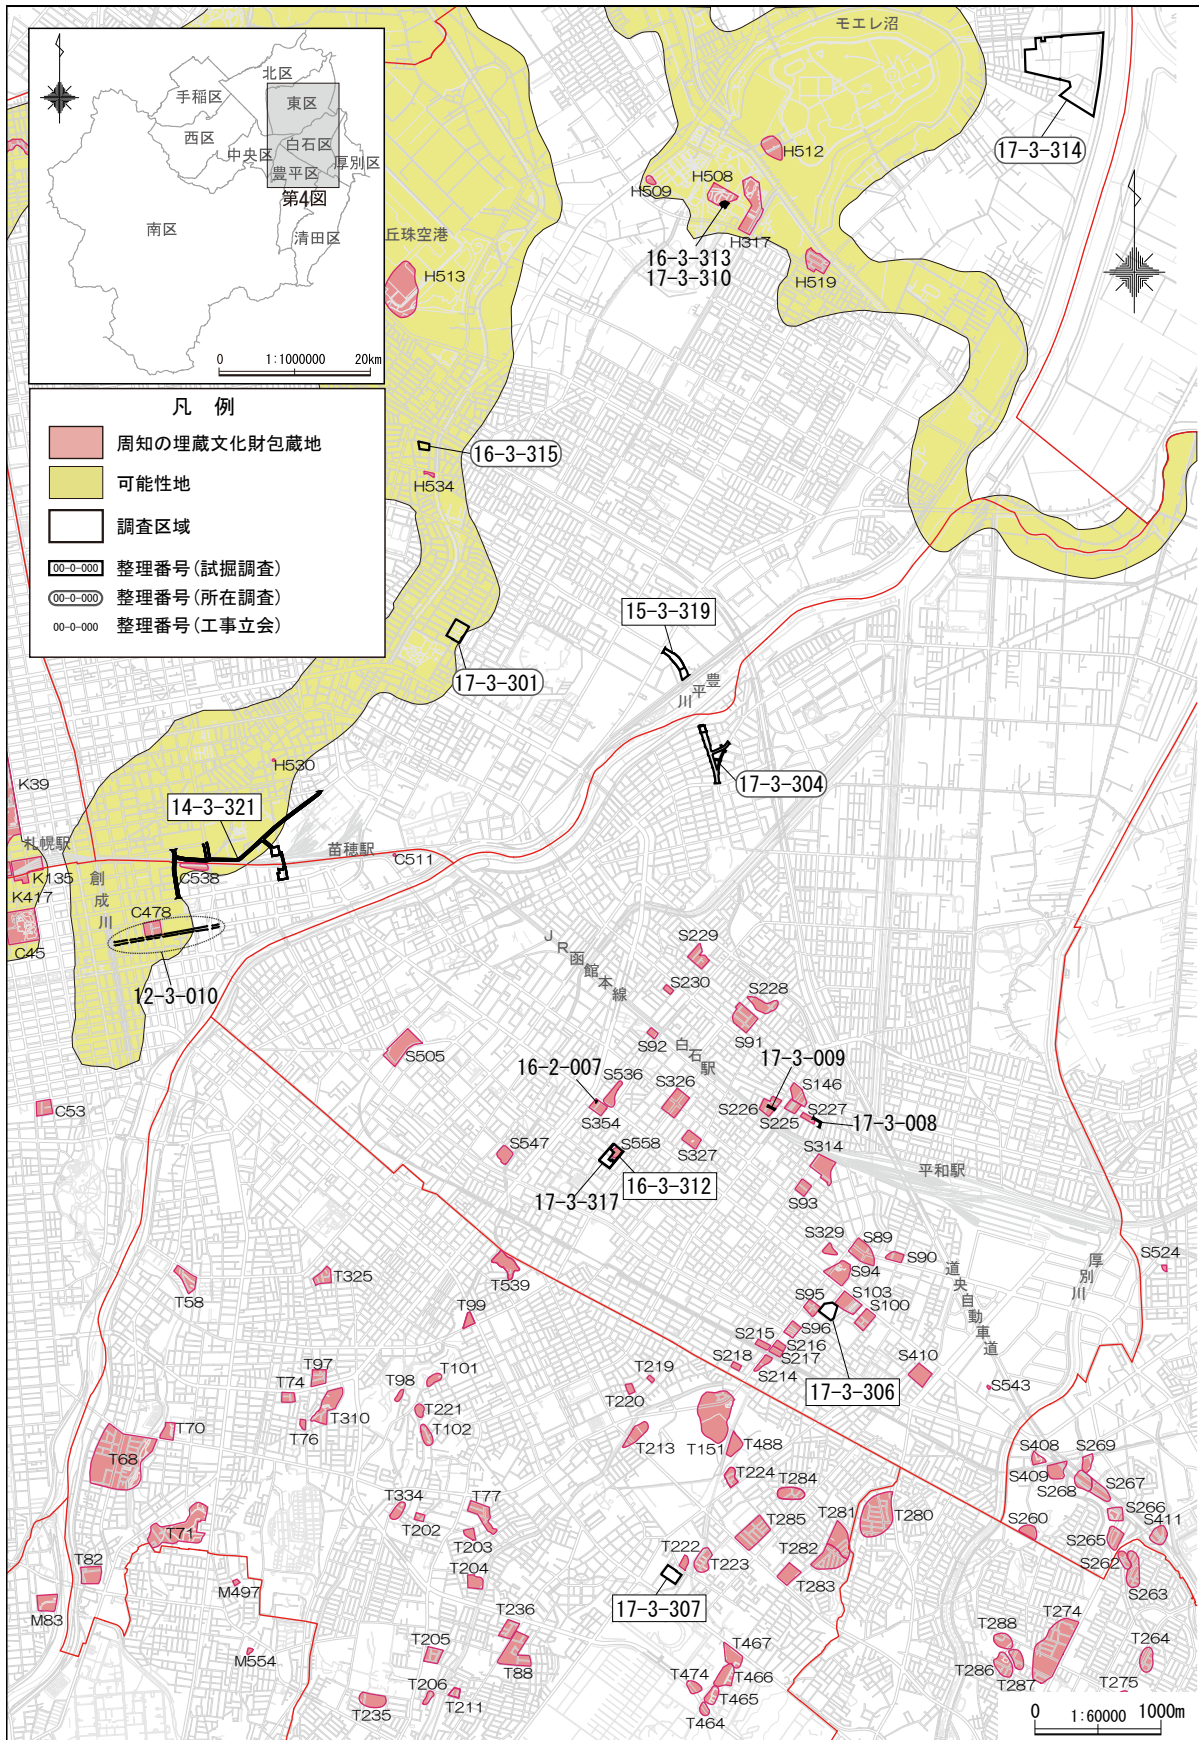 北区
手稲区
東区
西区
白石区
中央区
厚別区
豊平区
第4図
南区
清田区
0 1:1000000 20km
凡 例
周知の埋蔵文化財包蔵地
可能性地
調査区域
00-0-000 整理番号(試掘調査)
00-0-000 整理番号(所在調査)
00-0-000 整理番号(工事立会)
モエレ沼
17-3-314
H512
H508
H509
H317
16-3-313
17-3-310
H519
丘珠空港
H513
16-3-315
H534
15-3-319
17-3-301
豊平川
17-3-304
H530
K39
14-3-321
札幌駅
苗穂駅
C511
K135
C538
創成川
K417
C478
C45
12-3-010
JR函館本線
S229
S230
S228
S92
S91
白石駅
S505
17-3-009
16-2-007
S536
S326
S146
C53
S354
S226
S225
S227
17-3-008
S547
S558
S327
S314
平和駅
17-3-317
16-3-312
S93
S329
S89
S90
S524
厚別川
道央自動車道
T58
T325
T539
S94
S103
S95
S100
T99
S96
S215
S216
S217
S218
S214
S410
S543
17-3-306
T97
T74
T98
T101
T219
T220
T76
T310
T221
T102
T70
T68
T213
T151
T488
T224
T284
S408
S269
S409
S268
S267
S266
S411
T334
T202
T77
T281
T280
T285
S260
S265
T71
T203
T282
S262
T82
T204
T222
T223
T283
S263
M497
M83
17-3-307
T236
T288
T274
T264
M554
T205
T88
T467
T474
T466
T286
T287
T275
T206
T211
T465
T235
T464
0 1:60000 1000m